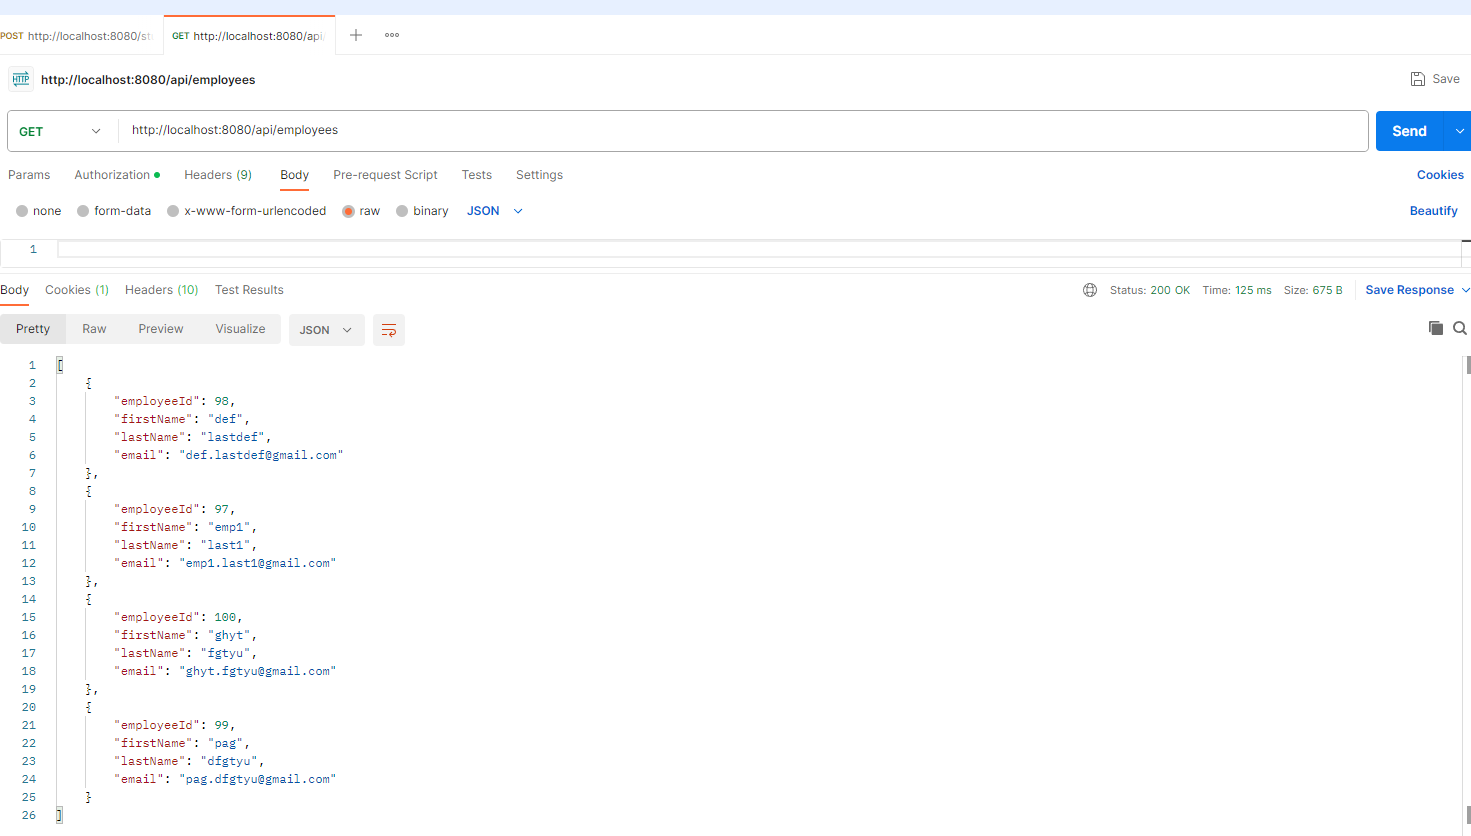 POST http://localhost:8080/st GET http://localhost:8080/api
HTTP http://localhost:8080/api/employees Save
GET http://localhost:8080/api/employees Send
Params Authorization Headers (9) Body Pre-request Script Tests Settings Cookies
none form-data x-www-form-urlencoded raw binary JSON Beautify
1
Body Cookies (1) Headers (10) Test Results Status: 200 OK Time: 125 ms Size: 675 B Save Response
Pretty Raw Preview Visualize JSON
1 [
2 {
3 "employeeId": 98,
4 "firstName": "def",
5 "lastName": "lastdef",
6 "email": "def.lastdef@gmail.com"
7 },
8 {
9 "employeeId": 97,
10 "firstName": "emp1",
11 "lastName": "last1",
12 "email": "emp1.last1@gmail.com"
13 },
14 {
15 "employeeId": 100,
16 "firstName": "ghyt",
17 "lastName": "fgtyu",
18 "email": "ghyt.fgtyu@gmail.com"
19 },
20 {
21 "employeeId": 99,
22 "firstName": "pag",
23 "lastName": "dfgtyu",
24 "email": "pag.dfgtyu@gmail.com"
25 }
26 ]